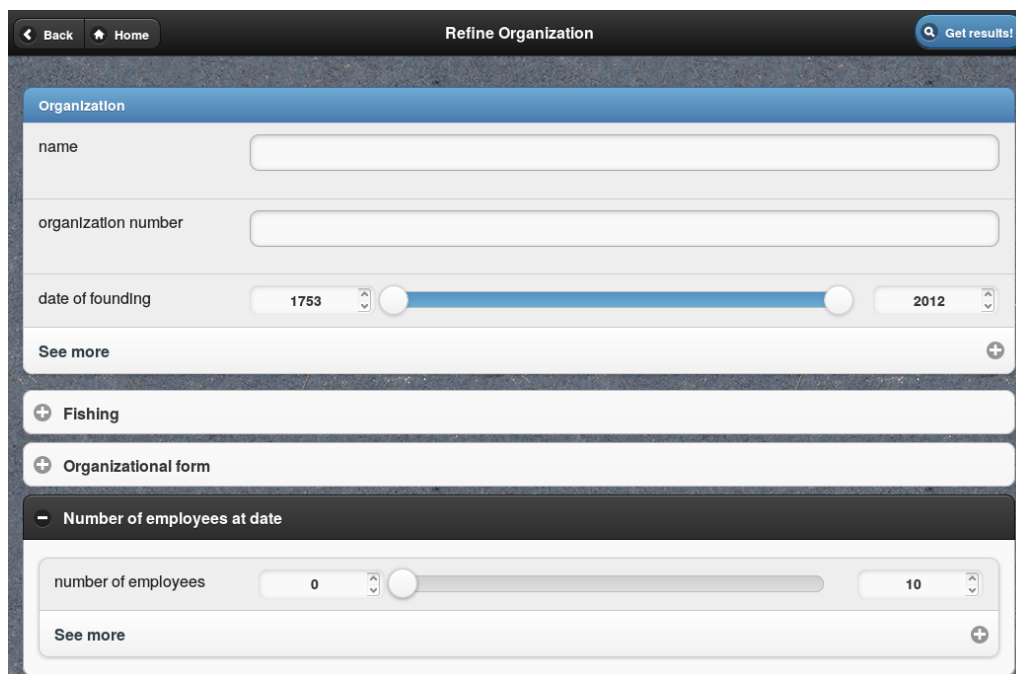 Back Home Refine Organization Get results!
Organization
name
organization number
date of founding 1753 2012
See more
Fishing
Organizational form
Number of employees at date
number of employees 0 10
See more